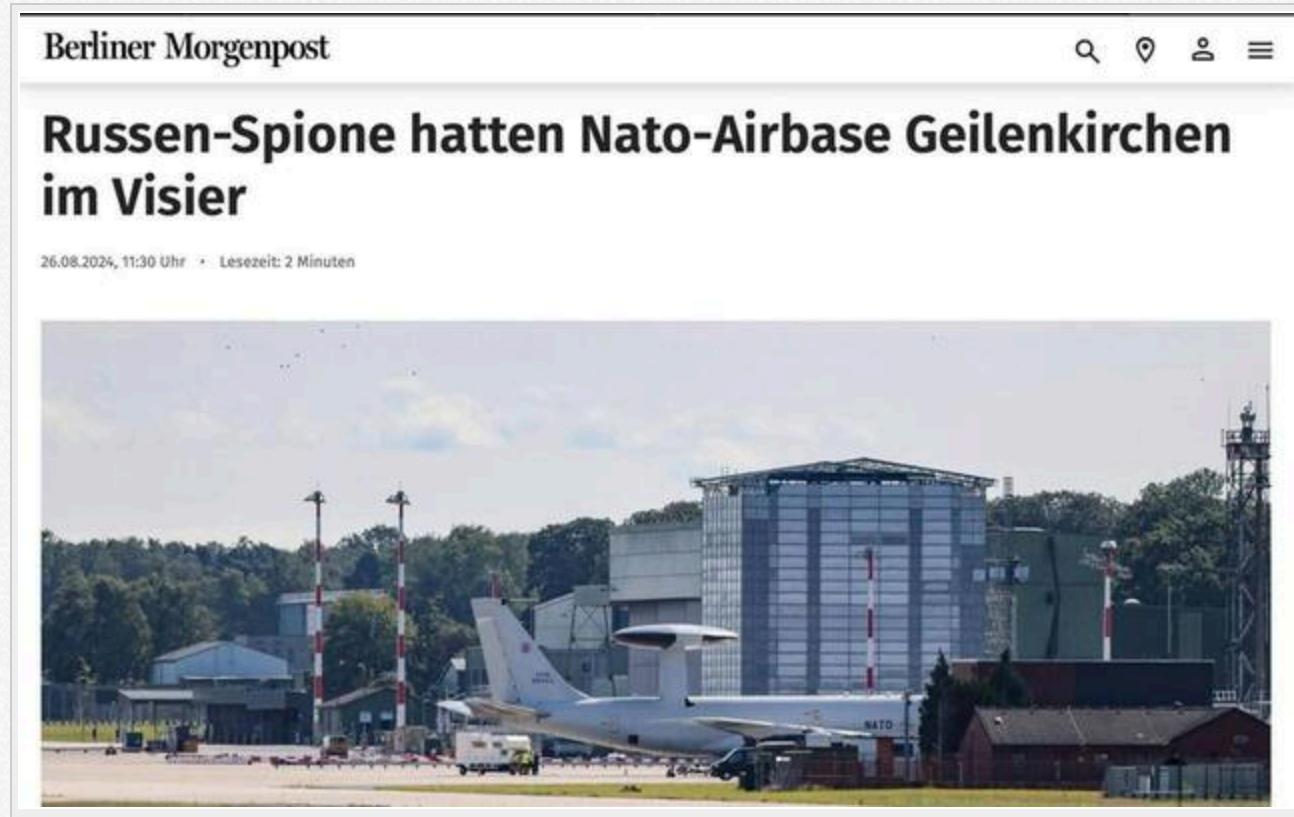 Berliner Morgenpost
Russen-Spione hatten Nato-Airbase Geilenkirchen
im Visier
26.08.2024, 11:30 Uhr • Lesezeit: 2 Minuten
NATO